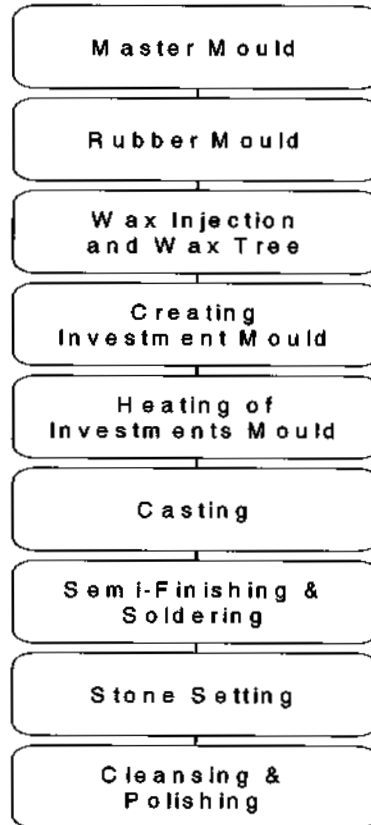 Master Mould
Rubber Mould
Wax Injection
and Wax Tree
Creating
Investment Mould
Heating of
Investments Mould
Casting
Semi-Finishing &
Soldering
Stone Setting
Cleansing &
Polishing